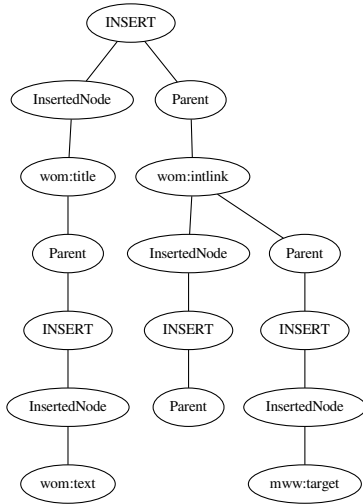 INSERT
InsertedNode Parent
wom:title wom:intlink
Parent InsertedNode Parent
INSERT INSERT INSERT
InsertedNode Parent InsertedNode
wom:text mww:target